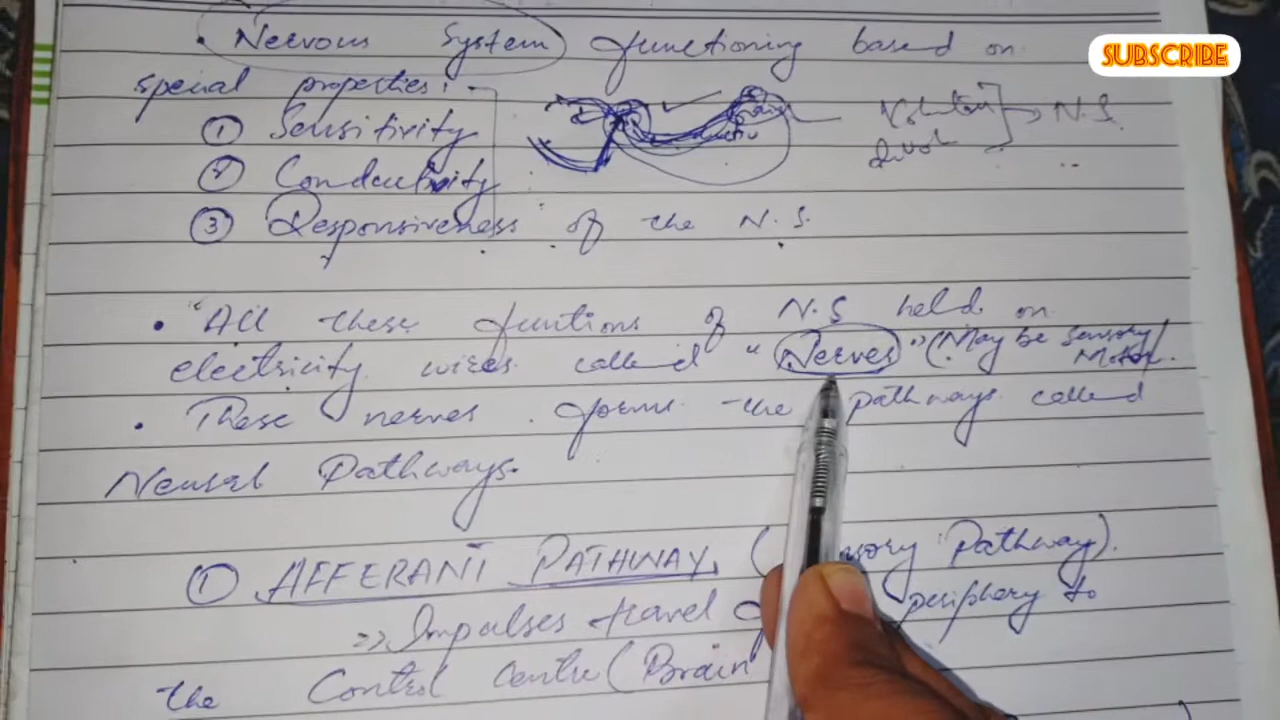 SUBSCRIBE
• Nervous System functioning based on
special properties:-
① Sensitivity
② Conductivity
③ Responsiveness of the N.S.
N.S.
• "All these funtions of N.S held on
electricity wires called "Nerves" (May be Sensory/
Motor.
• These nerves forms the pathways called
Neural Pathways.
① AFFERANT PATHWAY (sory Pathway).
=> Impulses travel periphery to
the Control centre (Brain